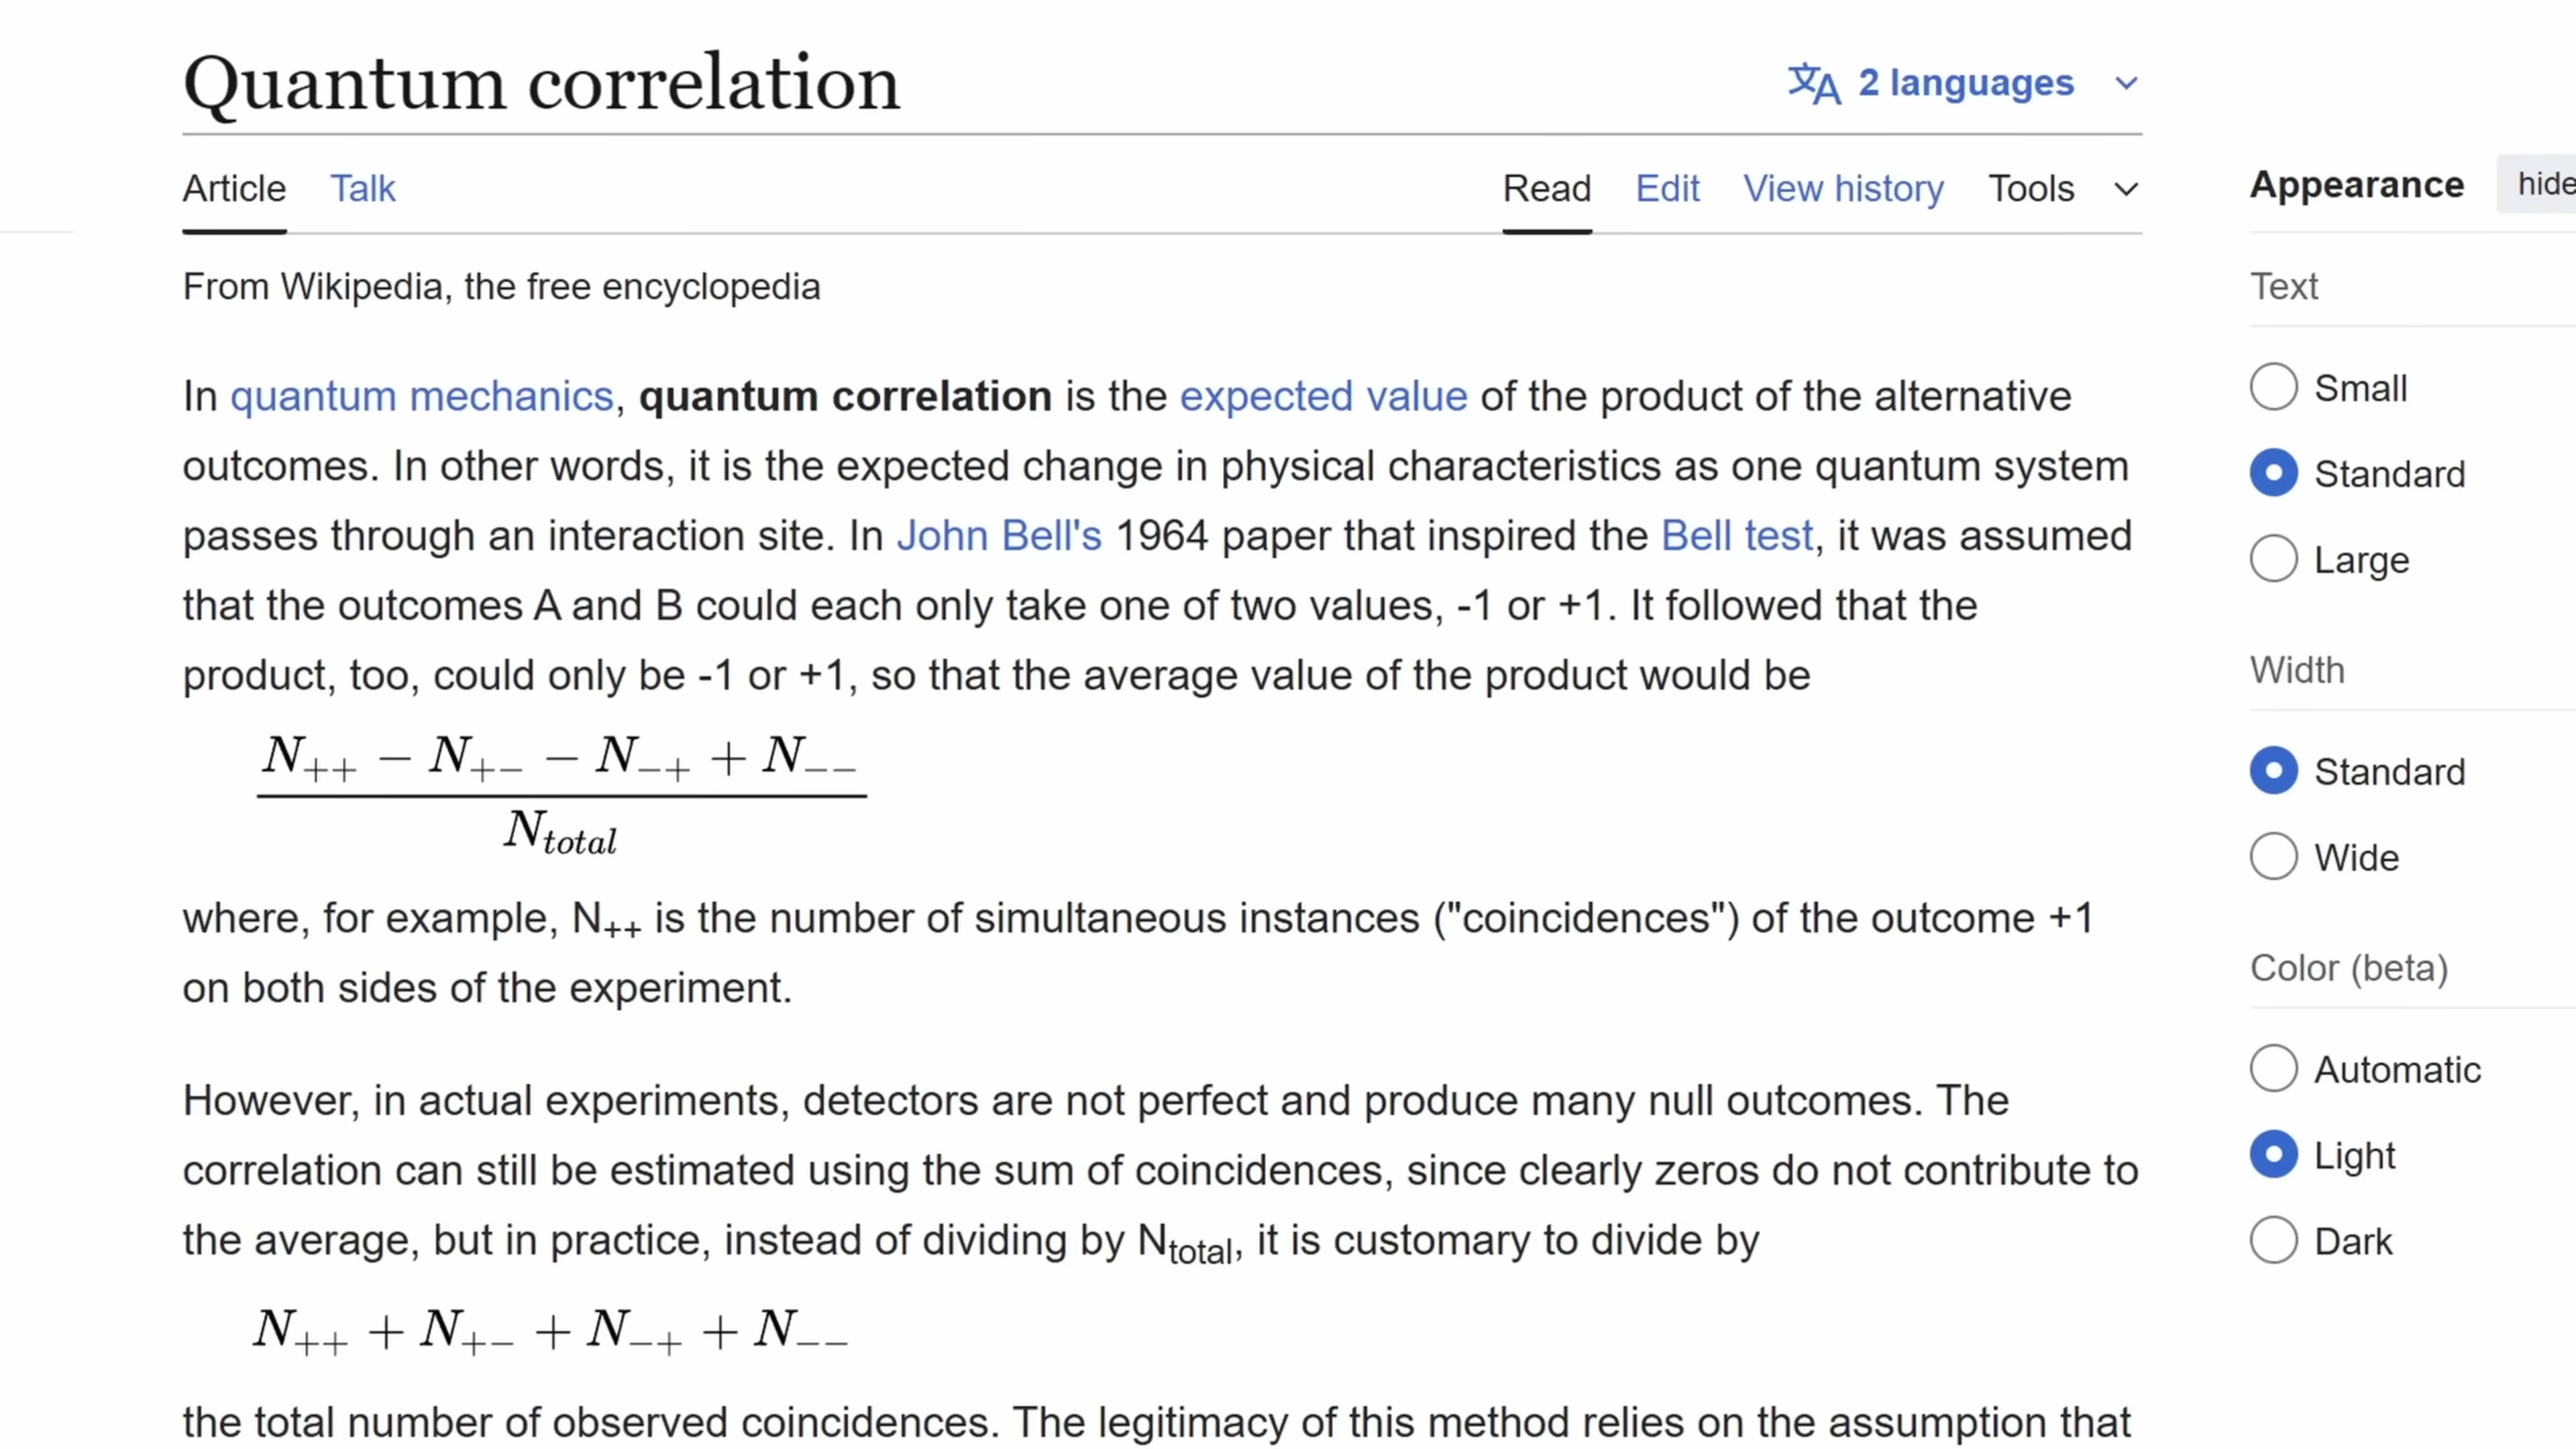 Quantum correlation
文A 2 languages
Article Talk
Read Edit View history Tools
From Wikipedia, the free encyclopedia
In quantum mechanics, quantum correlation is the expected value of the product of the alternative
outcomes. In other words, it is the expected change in physical characteristics as one quantum system
passes through an interaction site. In John Bell's 1964 paper that inspired the Bell test, it was assumed
that the outcomes A and B could each only take one of two values, -1 or +1. It followed that the
product, too, could only be -1 or +1, so that the average value of the product would be
N++ − N+− − N−+ + N−−
Ntotal
where, for example, N++ is the number of simultaneous instances ("coincidences") of the outcome +1
on both sides of the experiment.
However, in actual experiments, detectors are not perfect and produce many null outcomes. The
correlation can still be estimated using the sum of coincidences, since clearly zeros do not contribute to
the average, but in practice, instead of dividing by Ntotal, it is customary to divide by
N++ + N+− + N−+ + N−−
the total number of observed coincidences. The legitimacy of this method relies on the assumption that
Appearance hide
Text
Small
Standard
Large
Width
Standard
Wide
Color (beta)
Automatic
Light
Dark